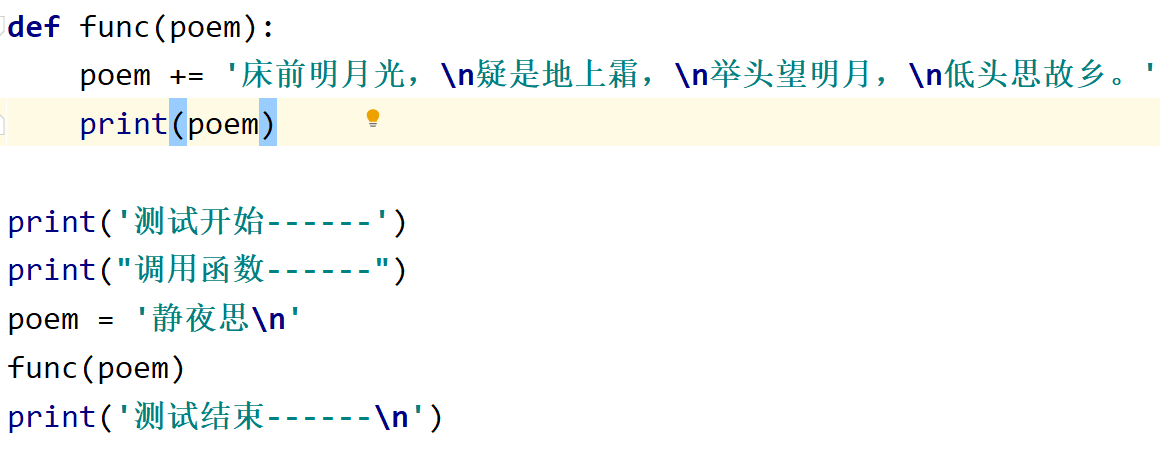 def func(poem):
    poem += '床前明月光，\n疑是地上霜，\n举头望明月，\n低头思故乡。'
    print(poem)
print('测试开始------')
print("调用函数------")
poem = '静夜思\n'
func(poem)
print('测试结束------\n')